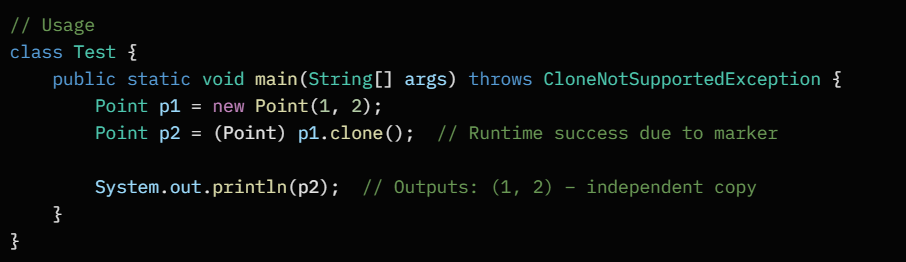 // Usage
class Test {
    public static void main(String[] args) throws CloneNotSupportedException {
        Point p1 = new Point(1, 2);
        Point p2 = (Point) p1.clone();  // Runtime success due to marker

        System.out.println(p2);  // Outputs: (1, 2) – independent copy
    }
}